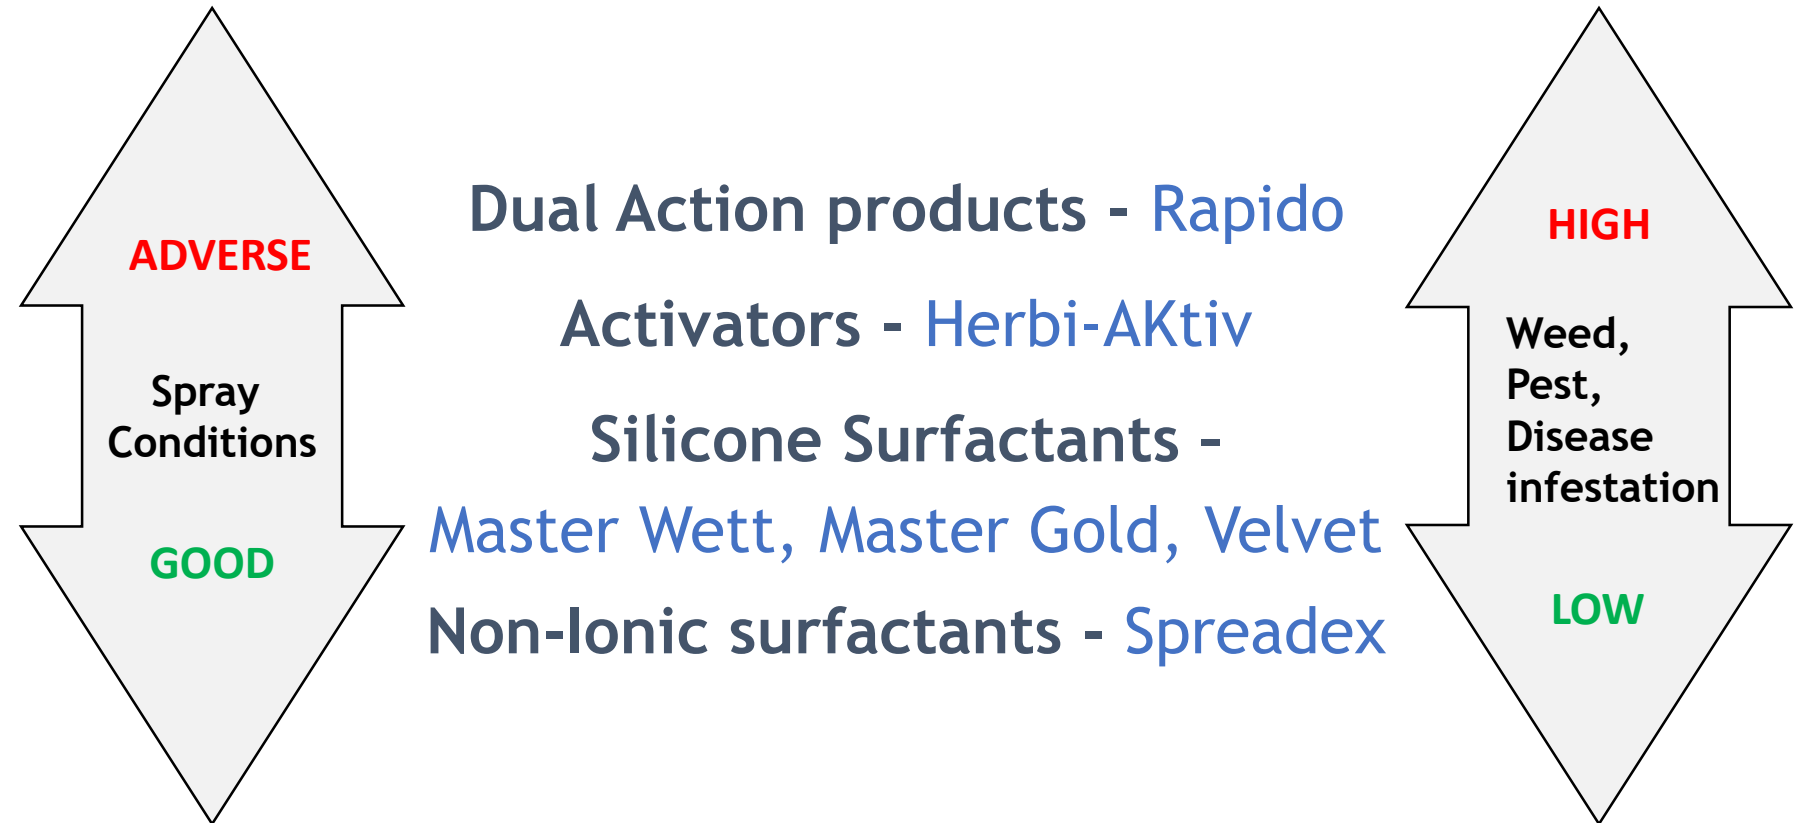 ADVERSE
Spray
Conditions
GOOD
Dual Action products - Rapido
Activators - Herbi-AKtiv
Silicone Surfactants –
Master Wett, Master Gold, Velvet
Non-Ionic surfactants - Spreadex
HIGH
Weed,
Pest,
Disease
infestation
LOW